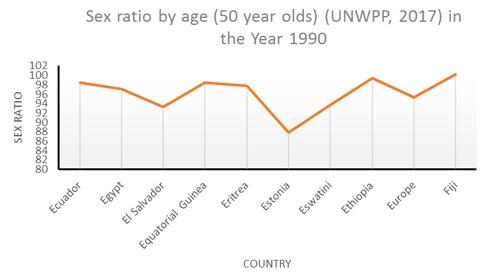 Sex ratio by age (50 year olds) (UNWPP, 2017) in
the Year 1990
102
100
98
96
94
92
90
88
86
84
82
80
SEX RATIO
Ecuador
Egypt
El Salvador
Equatorial Guinea
Eritrea
Estonia
Eswatini
Ethiopia
Europe
Fiji
COUNTRY